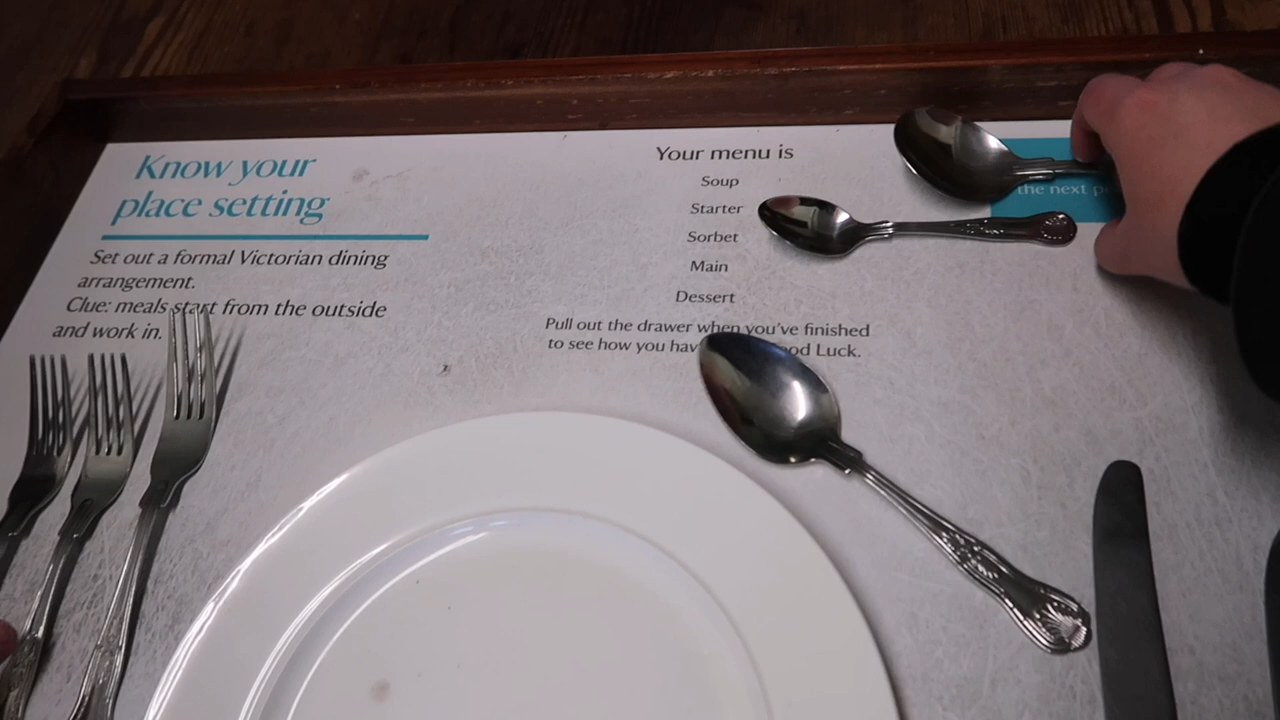 Know your
place setting
Set out a formal Victorian dining
arrangement.
Clue: meals start from the outside
and work in.
Your menu is
Soup
Starter
Sorbet
Main
Dessert
Pull out the drawer when you've finished
to see how you hav ood Luck.
the next p